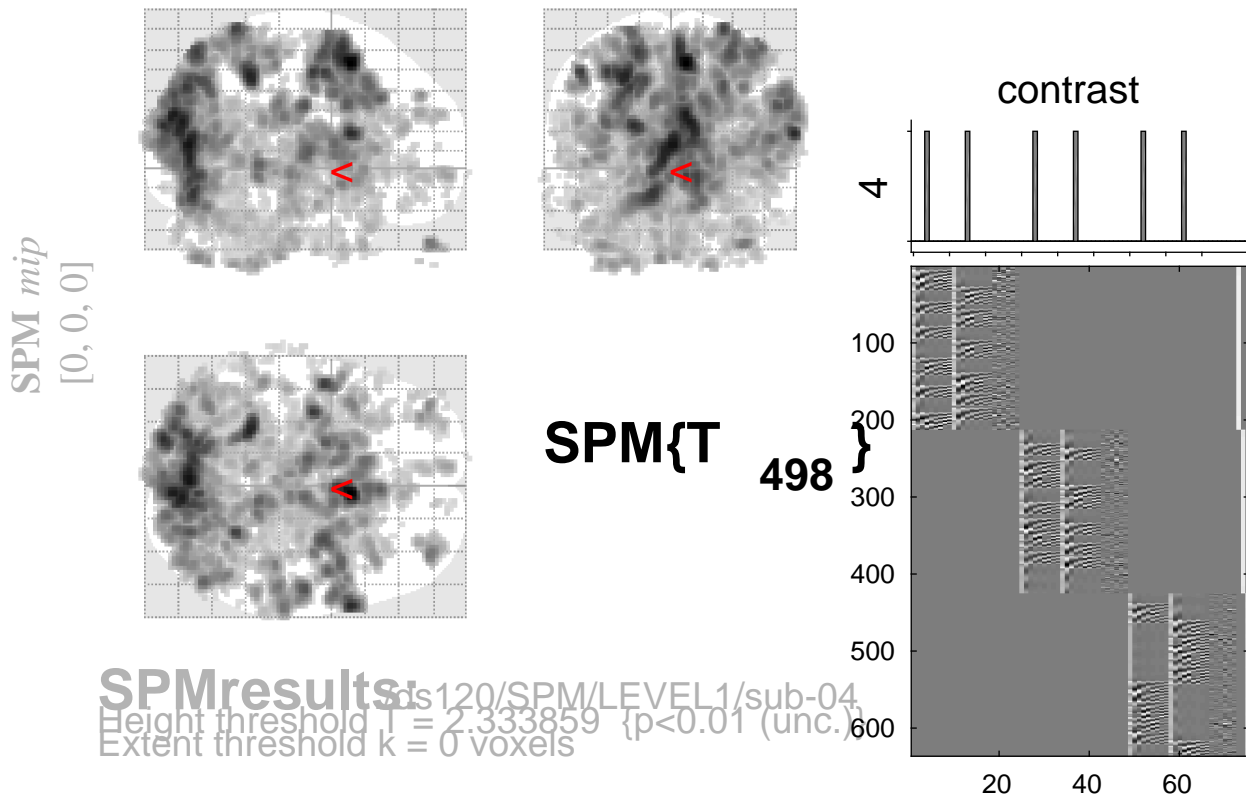 SPM mip
[0, 0, 0]
<
<
<
SPM{T 498 }
SPMresults: ./ds120/SPM/LEVEL1/sub-04
Height threshold T = 2.333859 {p<0.01 (unc.)}
Extent threshold k = 0 voxels
contrast
4
100
200
300
400
500
600
20 40 60